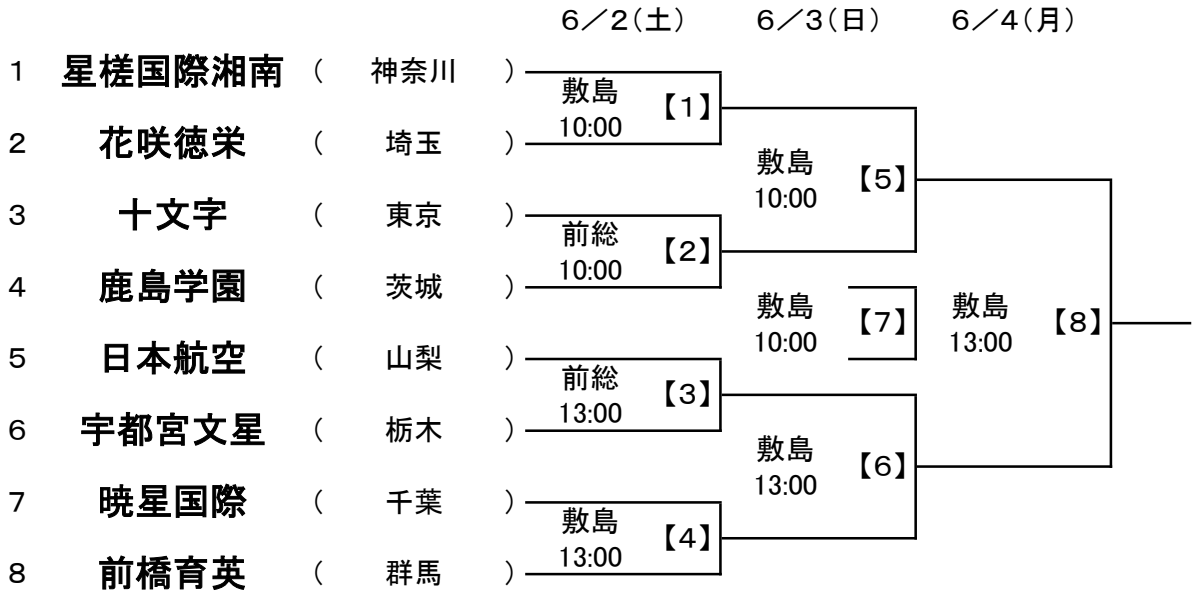 6／2(土) 6／3(日) 6／4(月)
1 星槎国際湘南 ( 神奈川 )
敷島 【1】
10:00
2 花咲徳栄 ( 埼玉 )
敷島 【5】
10:00
3 十文字 ( 東京 )
前総 【2】
10:00
4 鹿島学園 ( 茨城 )
敷島 【7】 敷島 【8】
10:00 13:00
5 日本航空 ( 山梨 )
前総 【3】
13:00
6 宇都宮文星 ( 栃木 )
敷島 【6】
13:00
7 暁星国際 ( 千葉 )
敷島 【4】
13:00
8 前橋育英 ( 群馬 )